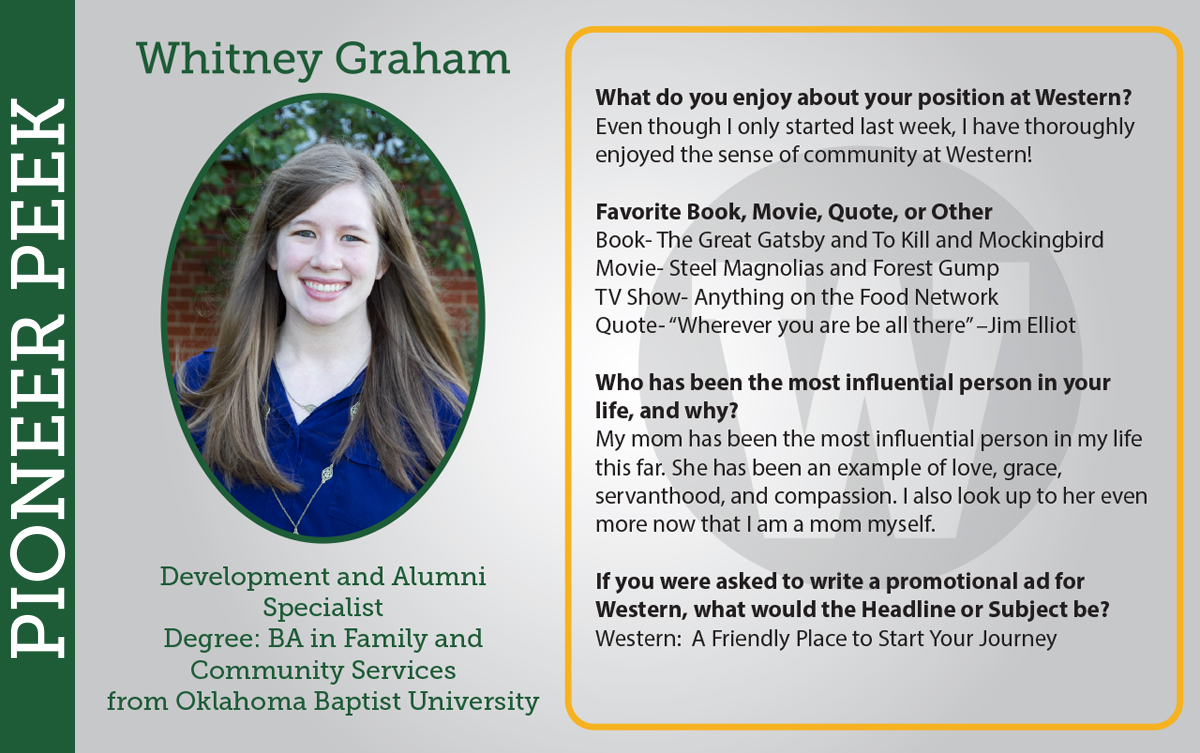 PIONEER PEEK
Whitney Graham
Development and Alumni
Specialist
Degree: BA in Family and
Community Services
from Oklahoma Baptist University
What do you enjoy about your position at Western?
Even though I only started last week, I have thoroughly
enjoyed the sense of community at Western!
Favorite Book, Movie, Quote, or Other
Book- The Great Gatsby and To Kill and Mockingbird
Movie- Steel Magnolias and Forest Gump
TV Show- Anything on the Food Network
Quote- “Wherever you are be all there” –Jim Elliot
Who has been the most influential person in your
life, and why?
My mom has been the most influential person in my life
this far. She has been an example of love, grace,
servanthood, and compassion. I also look up to her even
more now that I am a mom myself.
If you were asked to write a promotional ad for
Western, what would the Headline or Subject be?
Western:  A Friendly Place to Start Your Journey
W